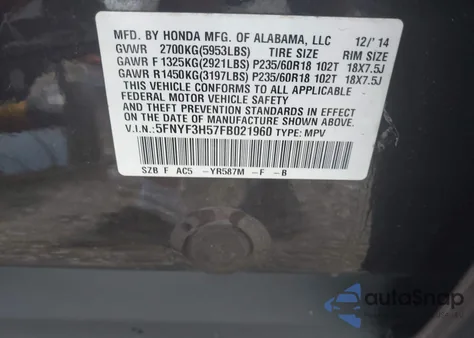 MFD. BY HONDA MFG. OF ALABAMA, LLC 12/'14
GVWR 2700KG(5953LBS) TIRE SIZE RIM SIZE
GAWR F 1325KG(2921LBS) P235/60R18 102T 18X7.5J
GAWR R1450KG(3197LBS) P235/60R18 102T 18X7.5J
THIS VEHICLE CONFORMS TO ALL APPLICABLE
FEDERAL MOTOR VEHICLE SAFETY
AND THEFT PREVENTION STANDARDS IN EFFECT
ON THE DATE OF MANUFACTURE SHOWN ABOVE.
V.I.N.: 5FNYF3H57FB021960 TYPE: MPV
SZB F AC5 -YR587M -F -B
autoSnap